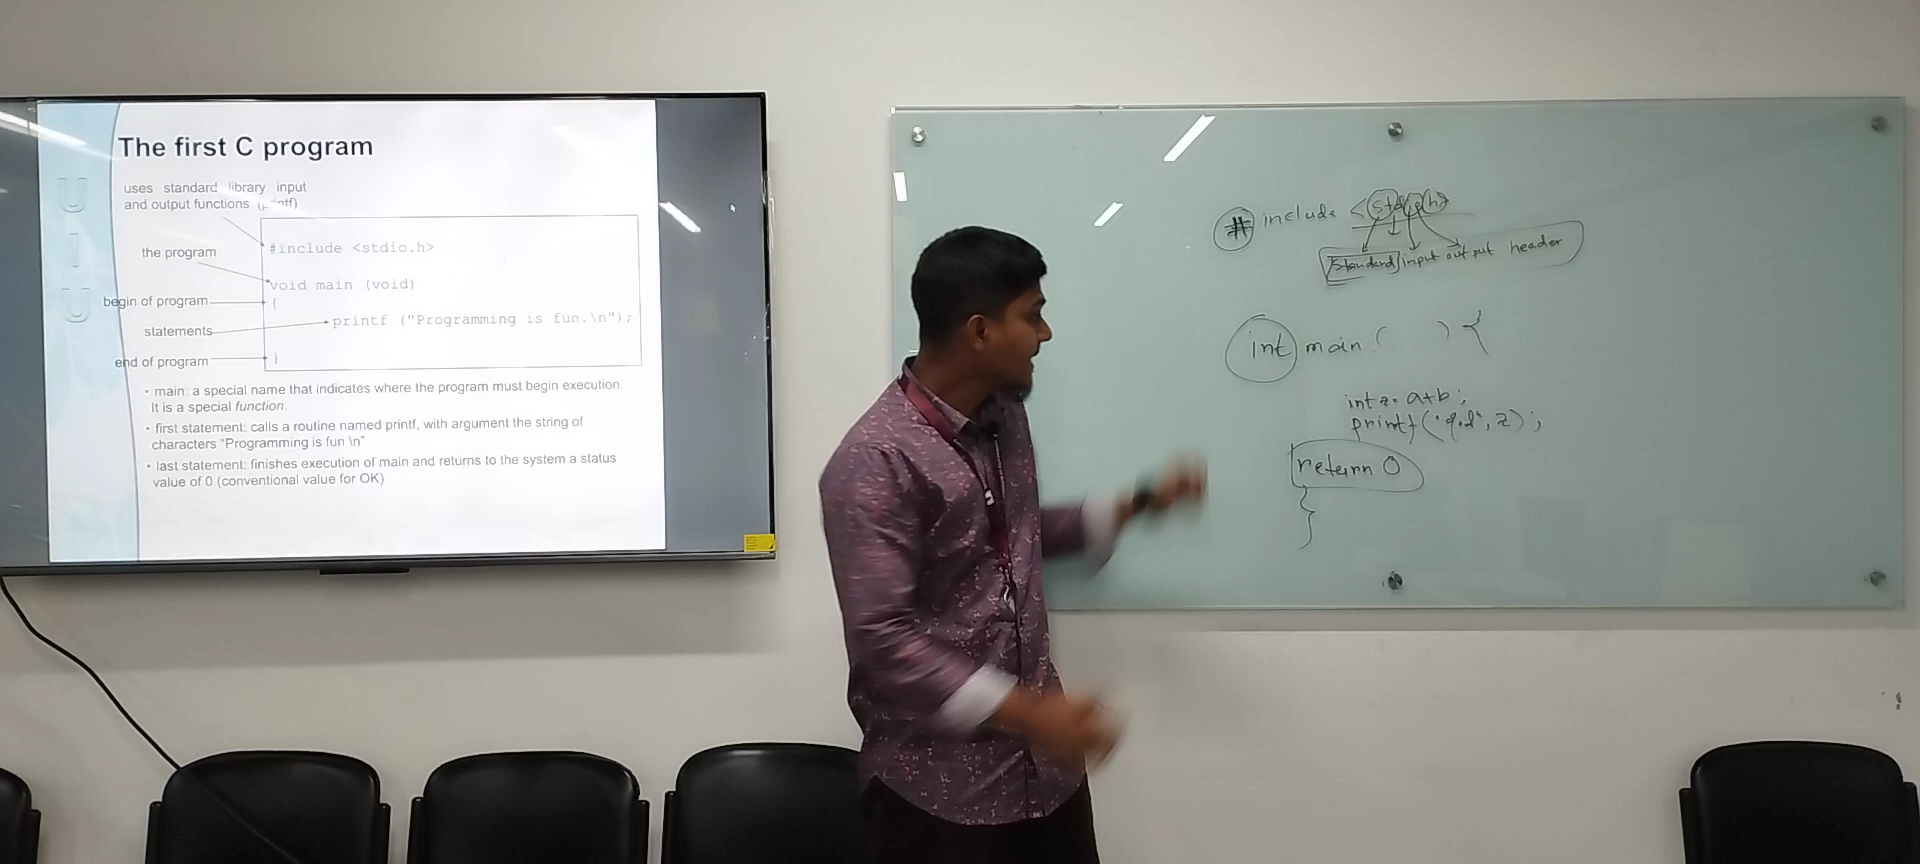 The first C program
UIU
uses standard library input
and output functions (printf)
the program
begin of program
statements
end of program
#include <stdio.h>
void main (void)
{
printf ("Programming is fun.\n");
}
• main: a special name that indicates where the program must begin execution.
It is a special function.
• first statement: calls a routine named printf, with argument the string of
characters "Programming is fun \n"
• last statement: finishes execution of main and returns to the system a status
value of 0 (conventional value for OK)
# include <stdio.h>
standard input output header
int main ( ) {
int z = a+b ;
printf("%d", z) ;
return 0
}